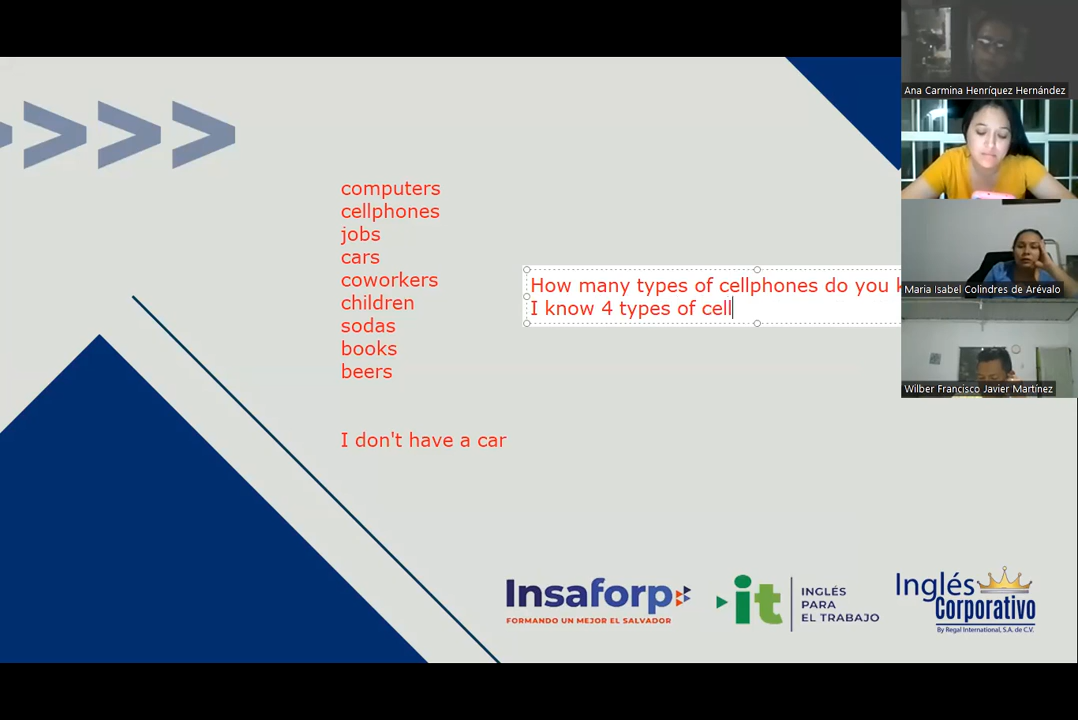 computers
cellphones
jobs
cars
coworkers
children
sodas
books
beers
I don't have a car
How many types of cellphones do you
I know 4 types of cell
Ana Carmina Henríquez Hernández
Maria Isabel Colindres de Arévalo
Wilber Francisco Javier Martínez
Insaforp
FORMANDO UN MEJOR EL SALVADOR
it
INGLÉS
PARA
EL TRABAJO
Inglés
Corporativo
By Regal International, S.A. de C.V.